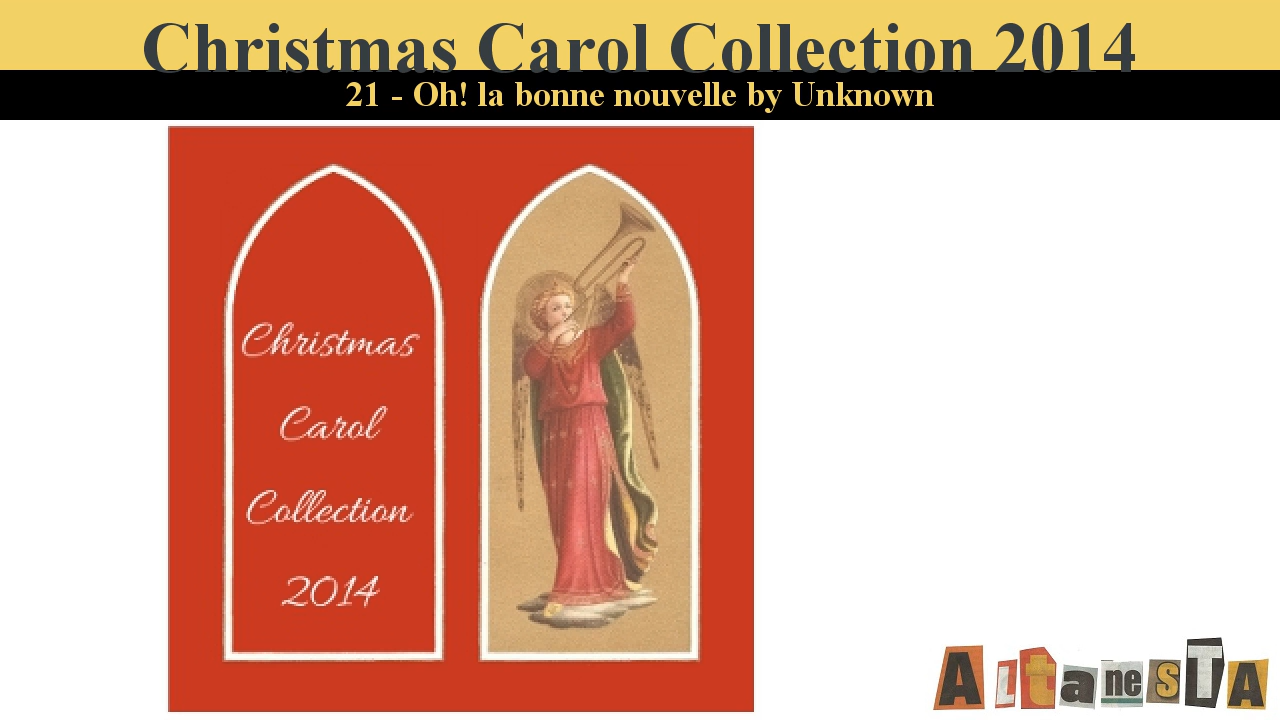 Christmas Carol Collection 2014
21 - Oh! la bonne nouvelle by Unknown
Christmas
Carol
Collection
2014
AltanesTA